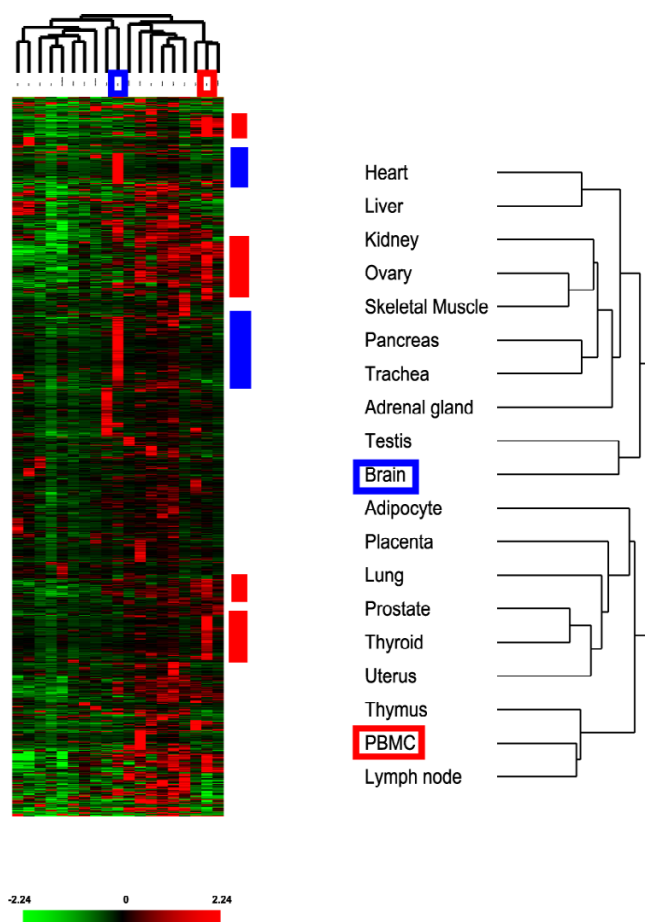 Heart
Liver
Kidney
Ovary
Skeletal Muscle
Pancreas
Trachea
Adrenal gland
Testis
Brain
Adipocyte
Placenta
Lung
Prostate
Thyroid
Uterus
Thymus
PBMC
Lymph node
-2.24 0 2.24